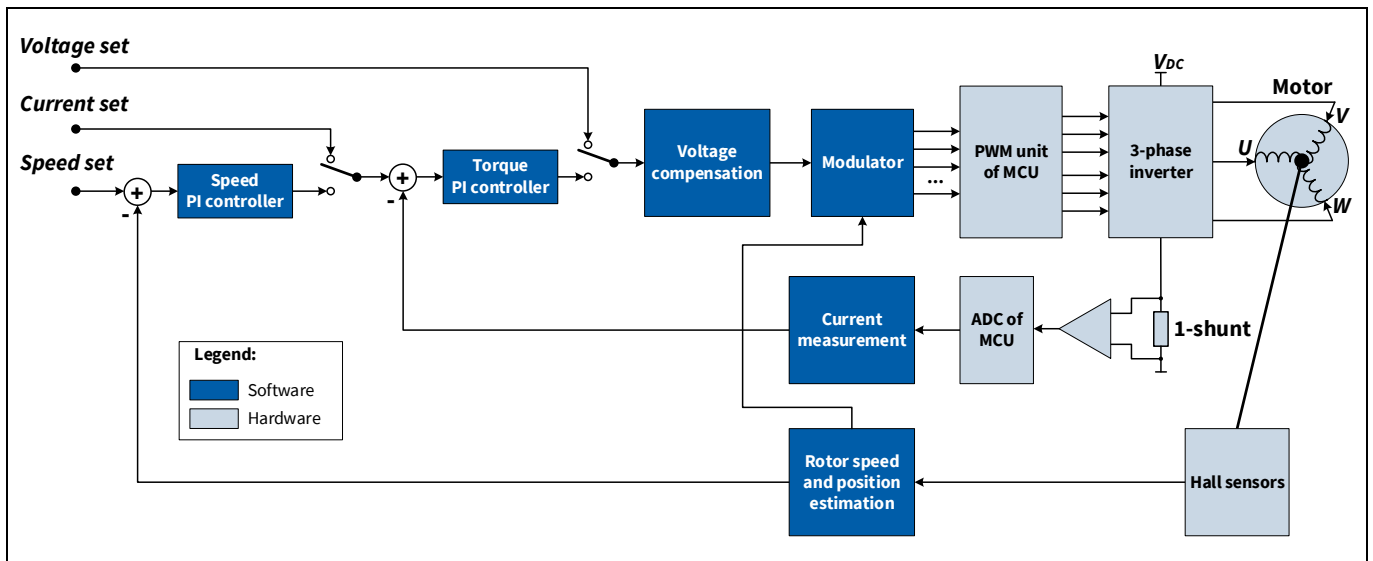 Voltage set
Current set
Speed set
+
-
Speed
PI controller
+
-
Torque
PI controller
Voltage
compensation
Modulator
...
PWM unit
of MCU
VDC
3-phase
inverter
Motor
U
V
W
Current
measurement
ADC of
MCU
1-shunt
Legend:
Software
Hardware
Rotor speed
and position
estimation
Hall sensors